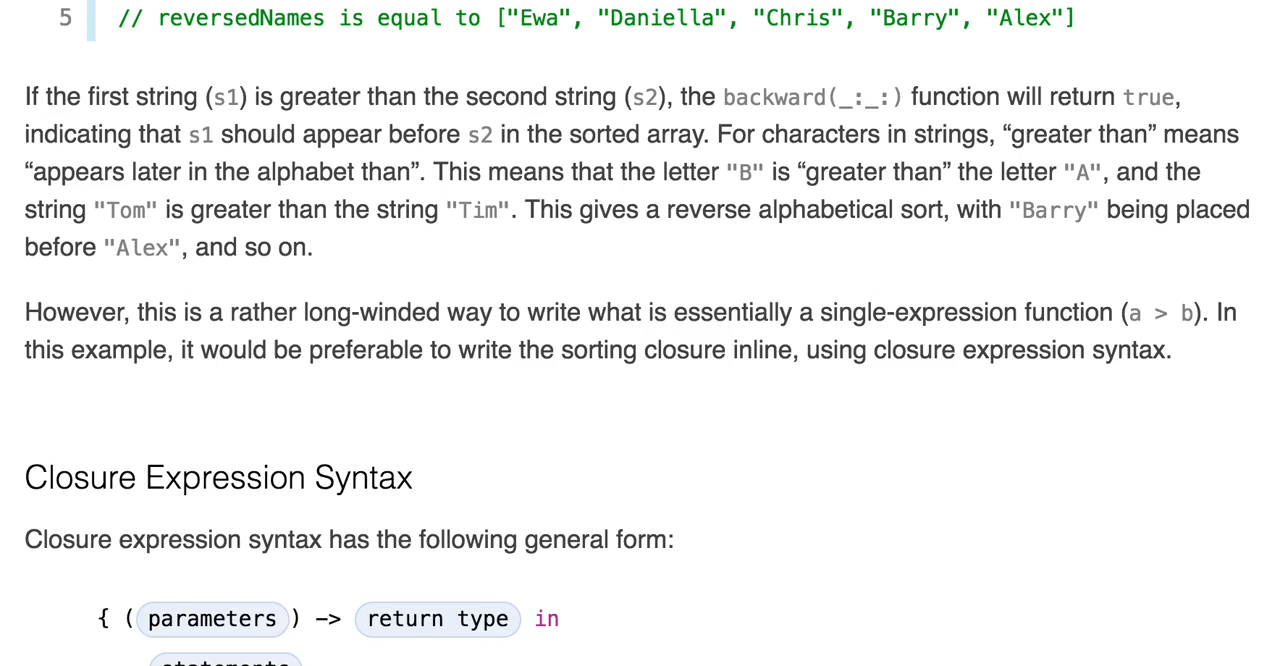 5 // reversedNames is equal to ["Ewa", "Daniella", "Chris", "Barry", "Alex"]
If the first string (s1) is greater than the second string (s2), the backward(_:_:) function will return true,
indicating that s1 should appear before s2 in the sorted array. For characters in strings, “greater than” means
“appears later in the alphabet than”. This means that the letter "B" is “greater than” the letter "A", and the
string "Tom" is greater than the string "Tim". This gives a reverse alphabetical sort, with "Barry" being placed
before "Alex", and so on.
However, this is a rather long-winded way to write what is essentially a single-expression function (a > b). In
this example, it would be preferable to write the sorting closure inline, using closure expression syntax.
Closure Expression Syntax
Closure expression syntax has the following general form:
{ (parameters) -> return type in
statements